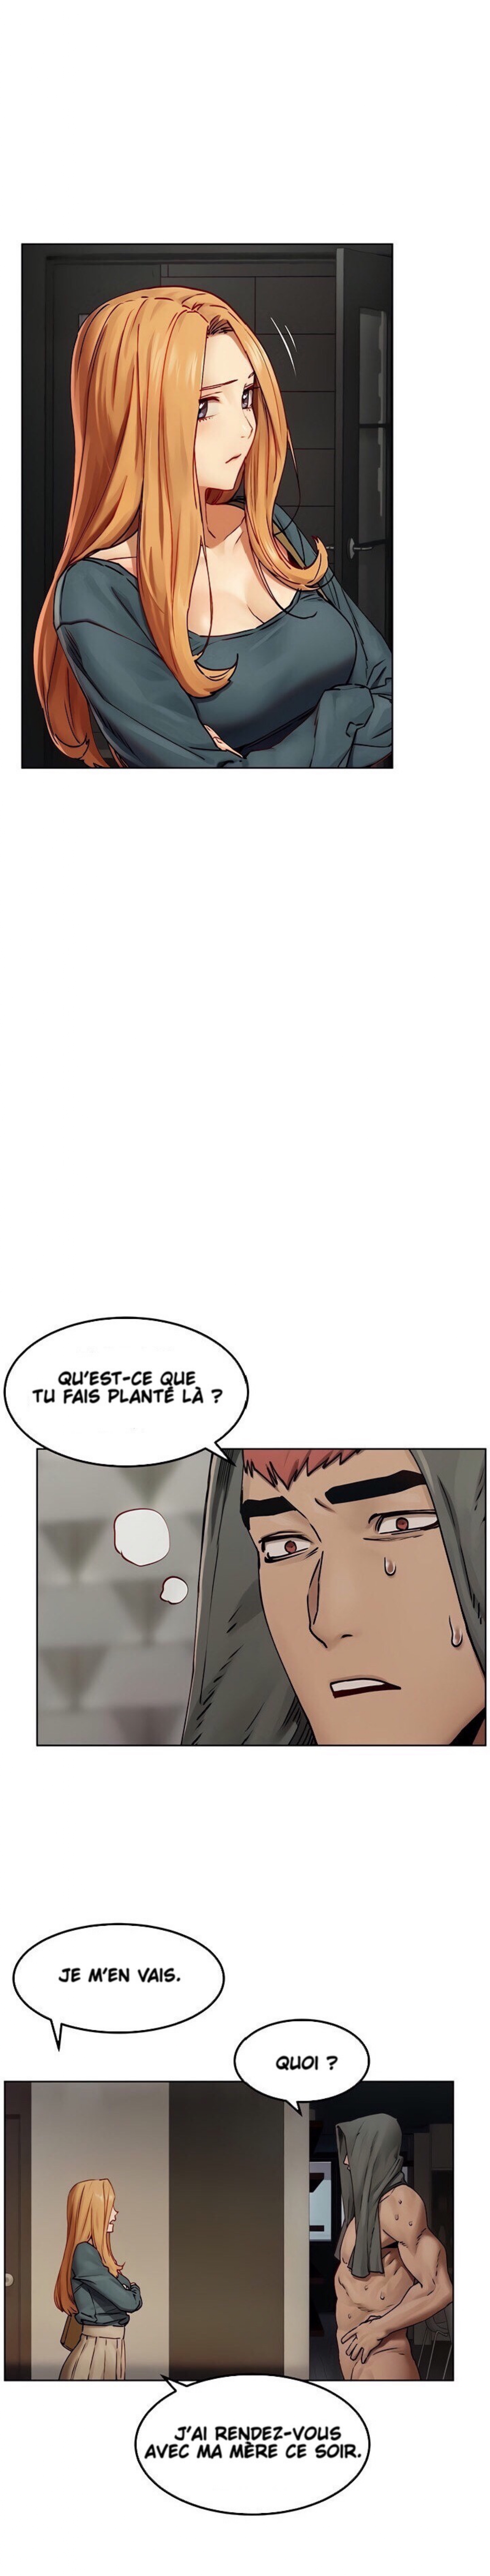 QU'EST-CE QUE
TU FAIS PLANTÉ LÀ ?
JE M'EN VAIS.
QUOI ?
J'AI RENDEZ-VOUS
AVEC MA MÈRE CE SOIR.